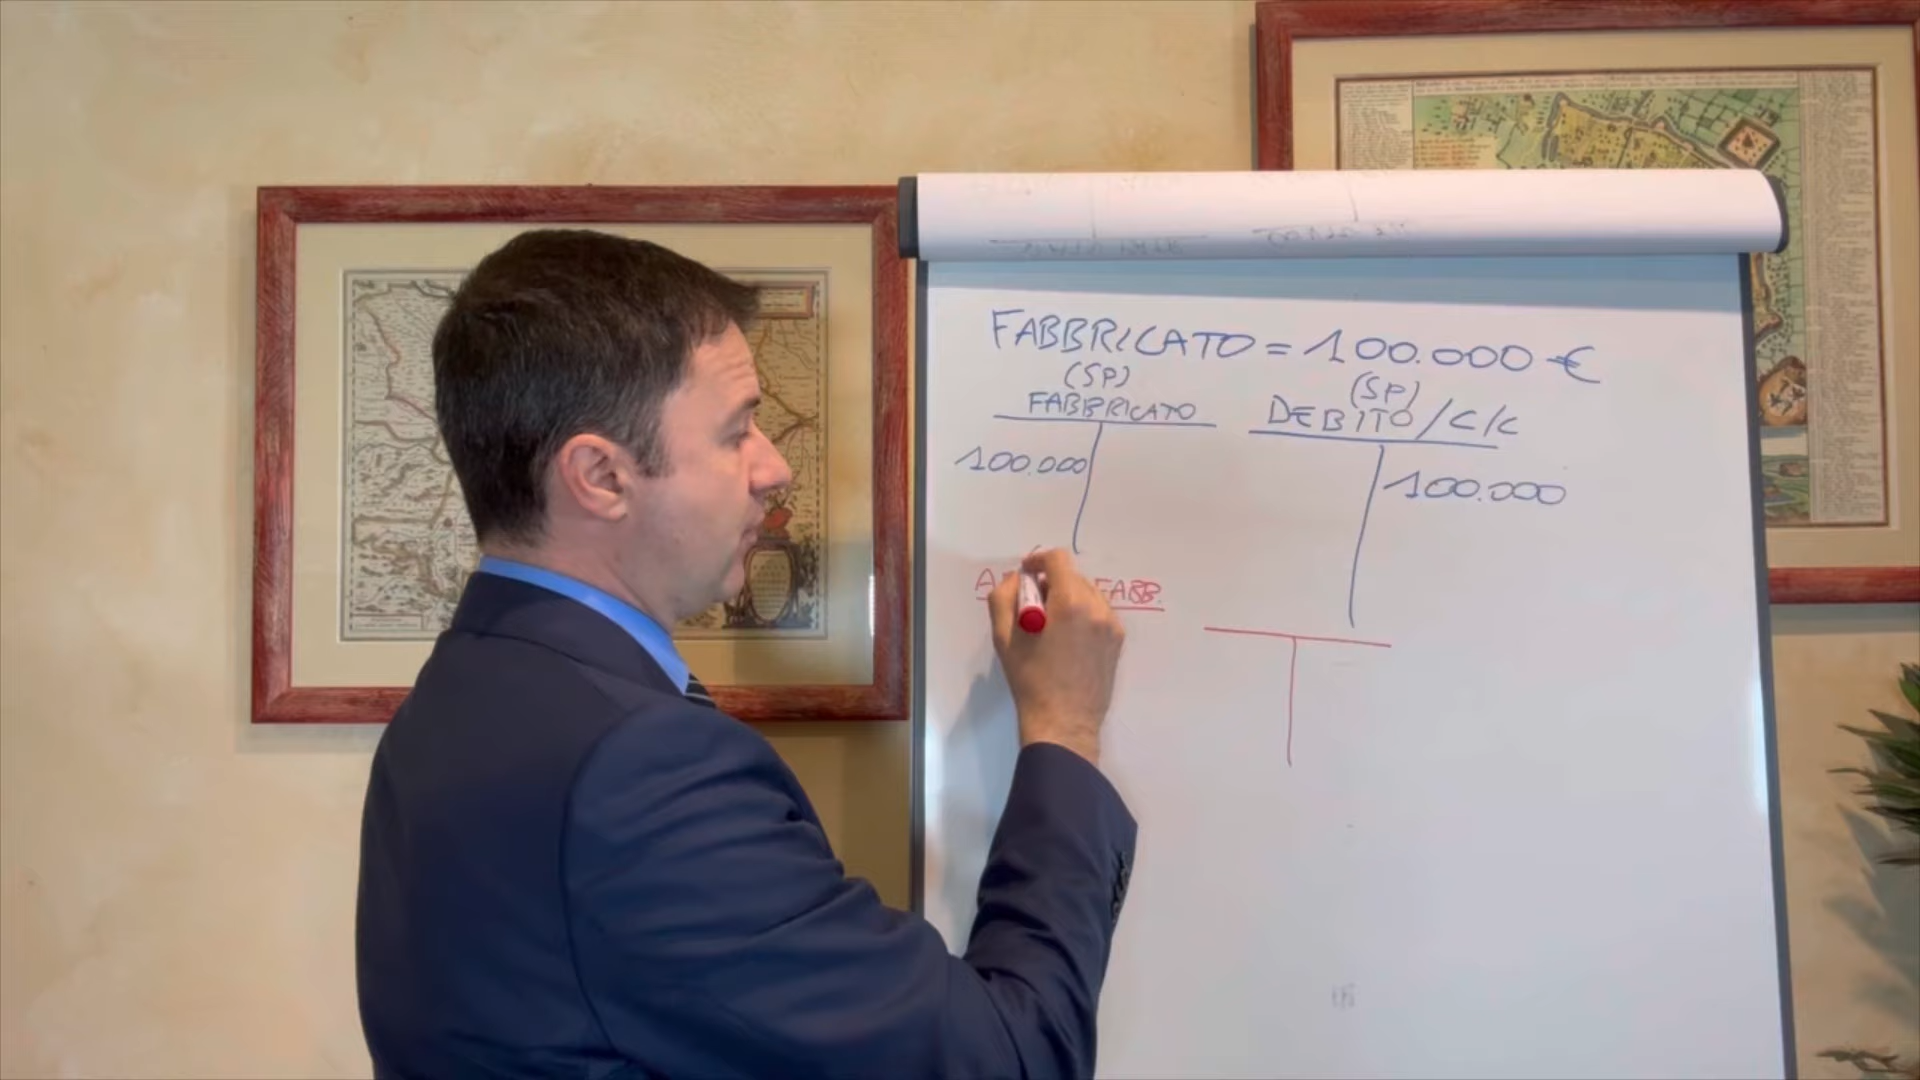 FABBRICATO = 100.000 €
(SP)
FABBRICATO
(SP)
DEBITO / C/C
100.000
100.000
FABB.